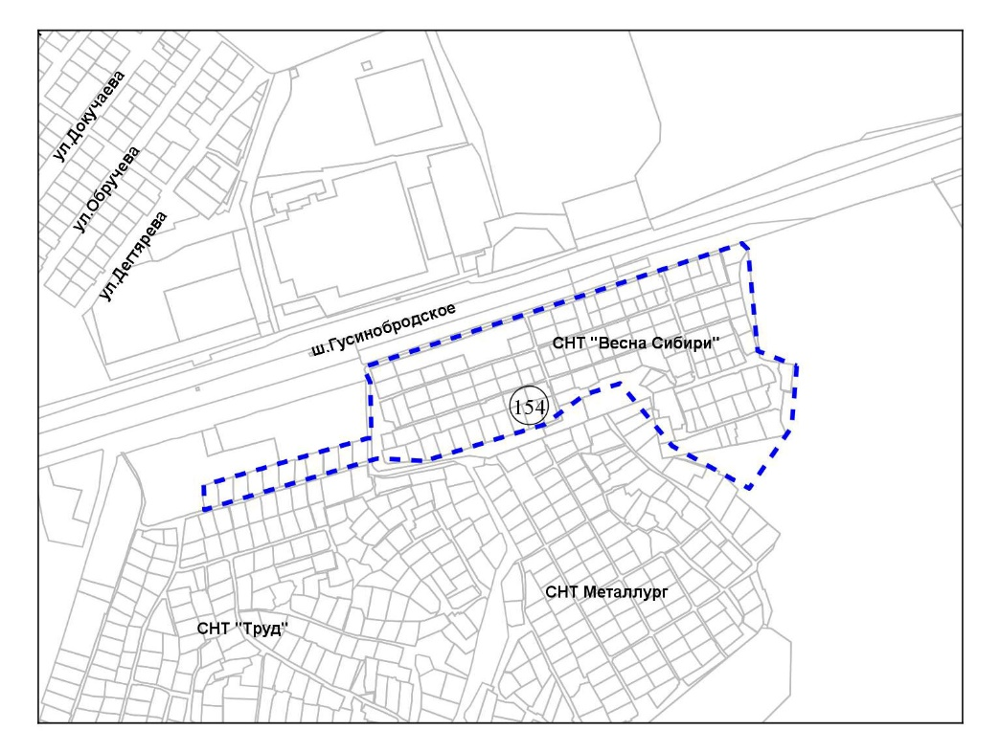 ул.Докучаева
ул.Обручева
ул.Дегтярева
ш.Гусинобродское
СНТ "Весна Сибири"
154
СНТ Металлург
СНТ "Труд"